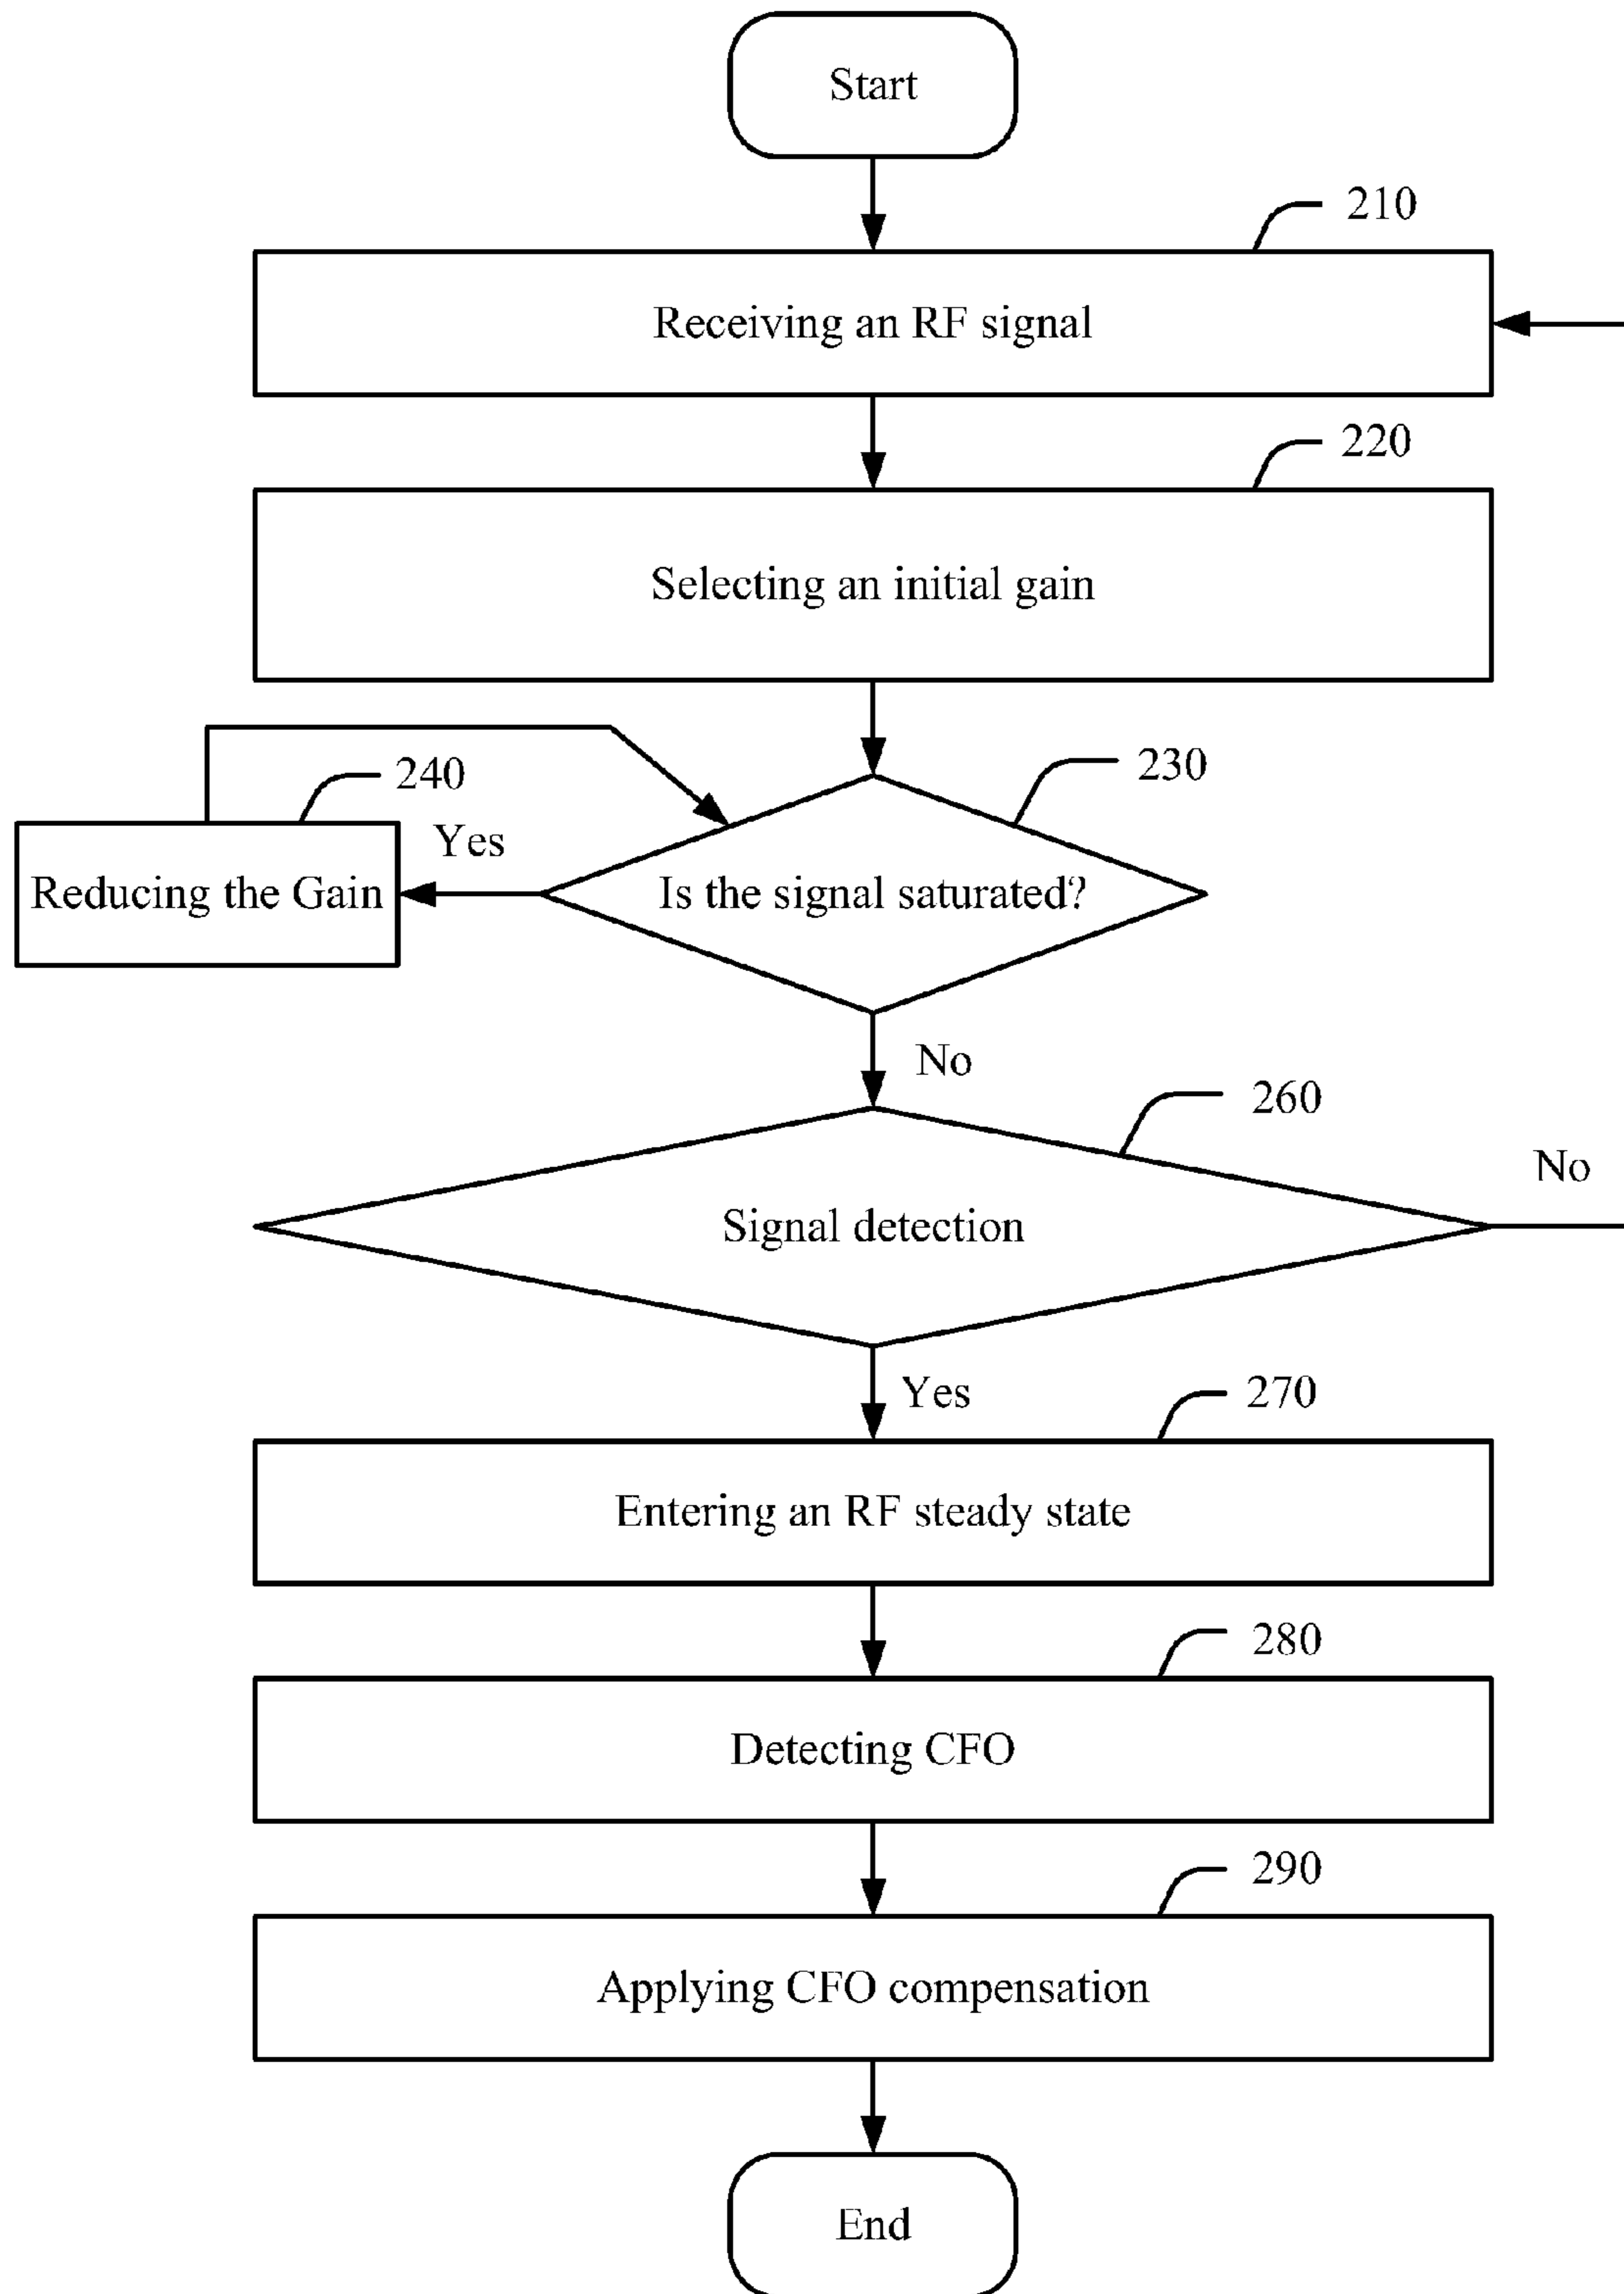 Start
210
Receiving an RF signal
220
Selecting an initial gain
230
240
Yes
Reducing the Gain
Is the signal saturated?
No
260
No
Signal detection
Yes
270
Entering an RF steady state
280
Detecting CFO
290
Applying CFO compensation
End